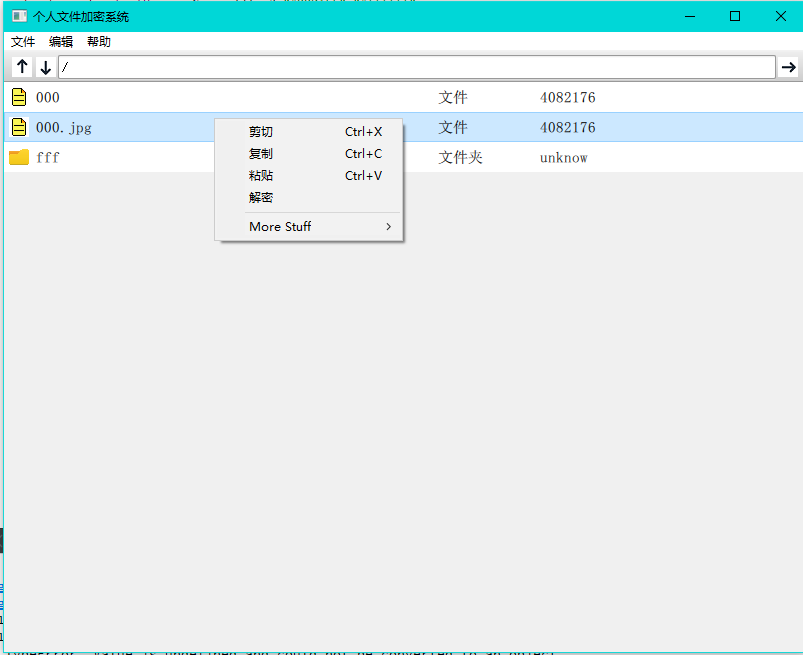 个人文件加密系统
文件 编辑 帮助
/
000 文件 4082176
000.jpg 文件 4082176
fff 文件夹 unknow
剪切 Ctrl+X
复制 Ctrl+C
粘贴 Ctrl+V
解密
More Stuff